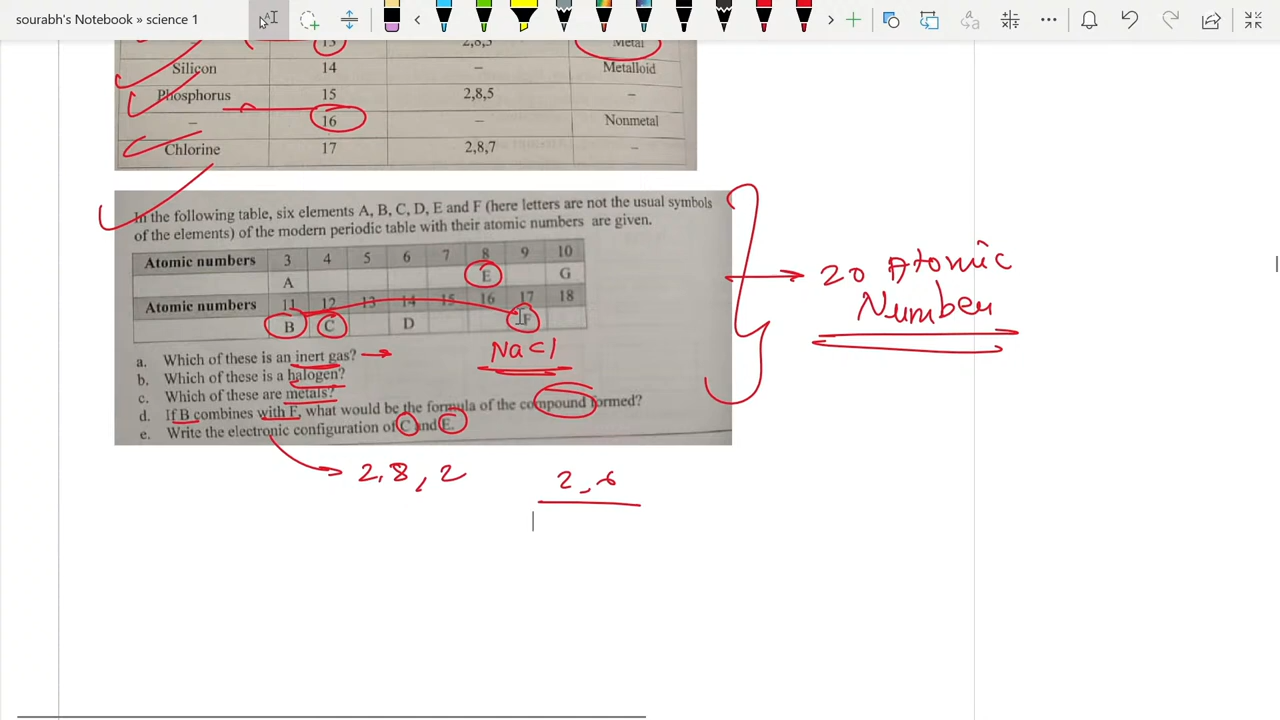 sourabh's Notebook » science 1
13 2,8,3 Metal
Silicon 14 – Metalloid
Phosphorus 15 2,8,5 –
– 16 – Nonmetal
Chlorine 17 2,8,7 –
In the following table, six elements A, B, C, D, E and F (here letters are not the usual symbols
of the elements) of the modern periodic table with their atomic numbers are given.
Atomic numbers 3 4 5 6 7 8 9 10
A E G
Atomic numbers 11 12 13 14 15 16 17 18
B C D F
a. Which of these is an inert gas?
b. Which of these is a halogen?
c. Which of these are metals?
d. If B combines with F, what would be the formula of the compound formed?
e. Write the electronic configuration of C and E.
NaCl
20 Atomic
Number
2,8,2
2,6